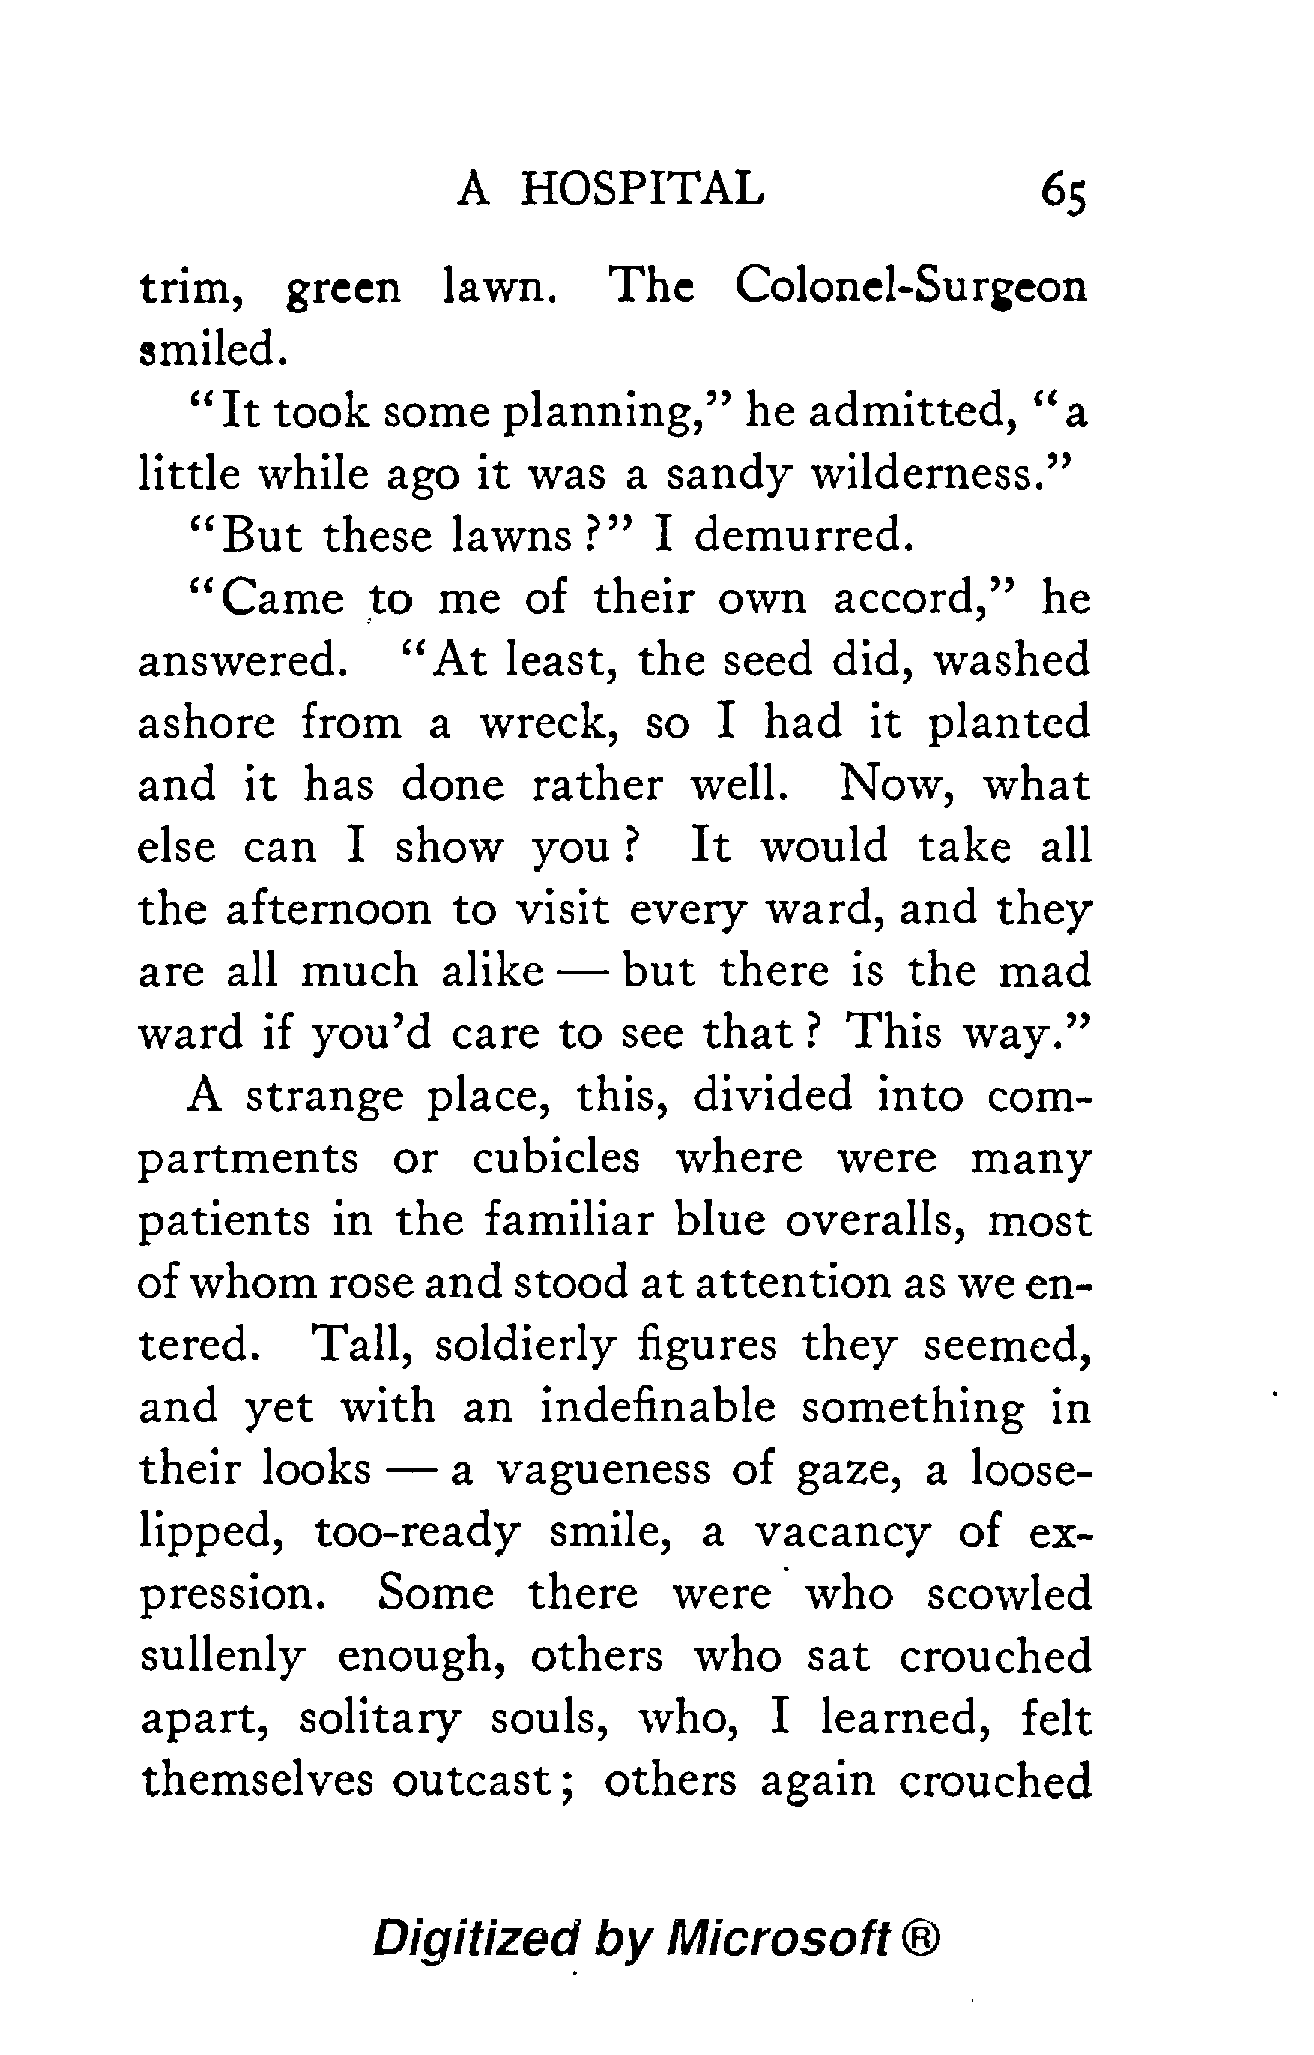 A HOSPITAL 65
trim, green lawn. The Colonel-Surgeon
smiled.
"It took some planning," he admitted, "a
little while ago it was a sandy wilderness."
"But these lawns?" I demurred.
"Came to me of their own accord," he
answered. "At least, the seed did, washed
ashore from a wreck, so I had it planted
and it has done rather well. Now, what
else can I show you? It would take all
the afternoon to visit every ward, and they
are all much alike — but there is the mad
ward if you'd care to see that? This way."
A strange place, this, divided into com-
partments or cubicles where were many
patients in the familiar blue overalls, most
of whom rose and stood at attention as we en-
tered. Tall, soldierly figures they seemed,
and yet with an indefinable something in
their looks — a vagueness of gaze, a loose-
lipped, too-ready smile, a vacancy of ex-
pression. Some there were who scowled
sullenly enough, others who sat crouched
apart, solitary souls, who, I learned, felt
themselves outcast; others again crouched
Digitized by Microsoft ®